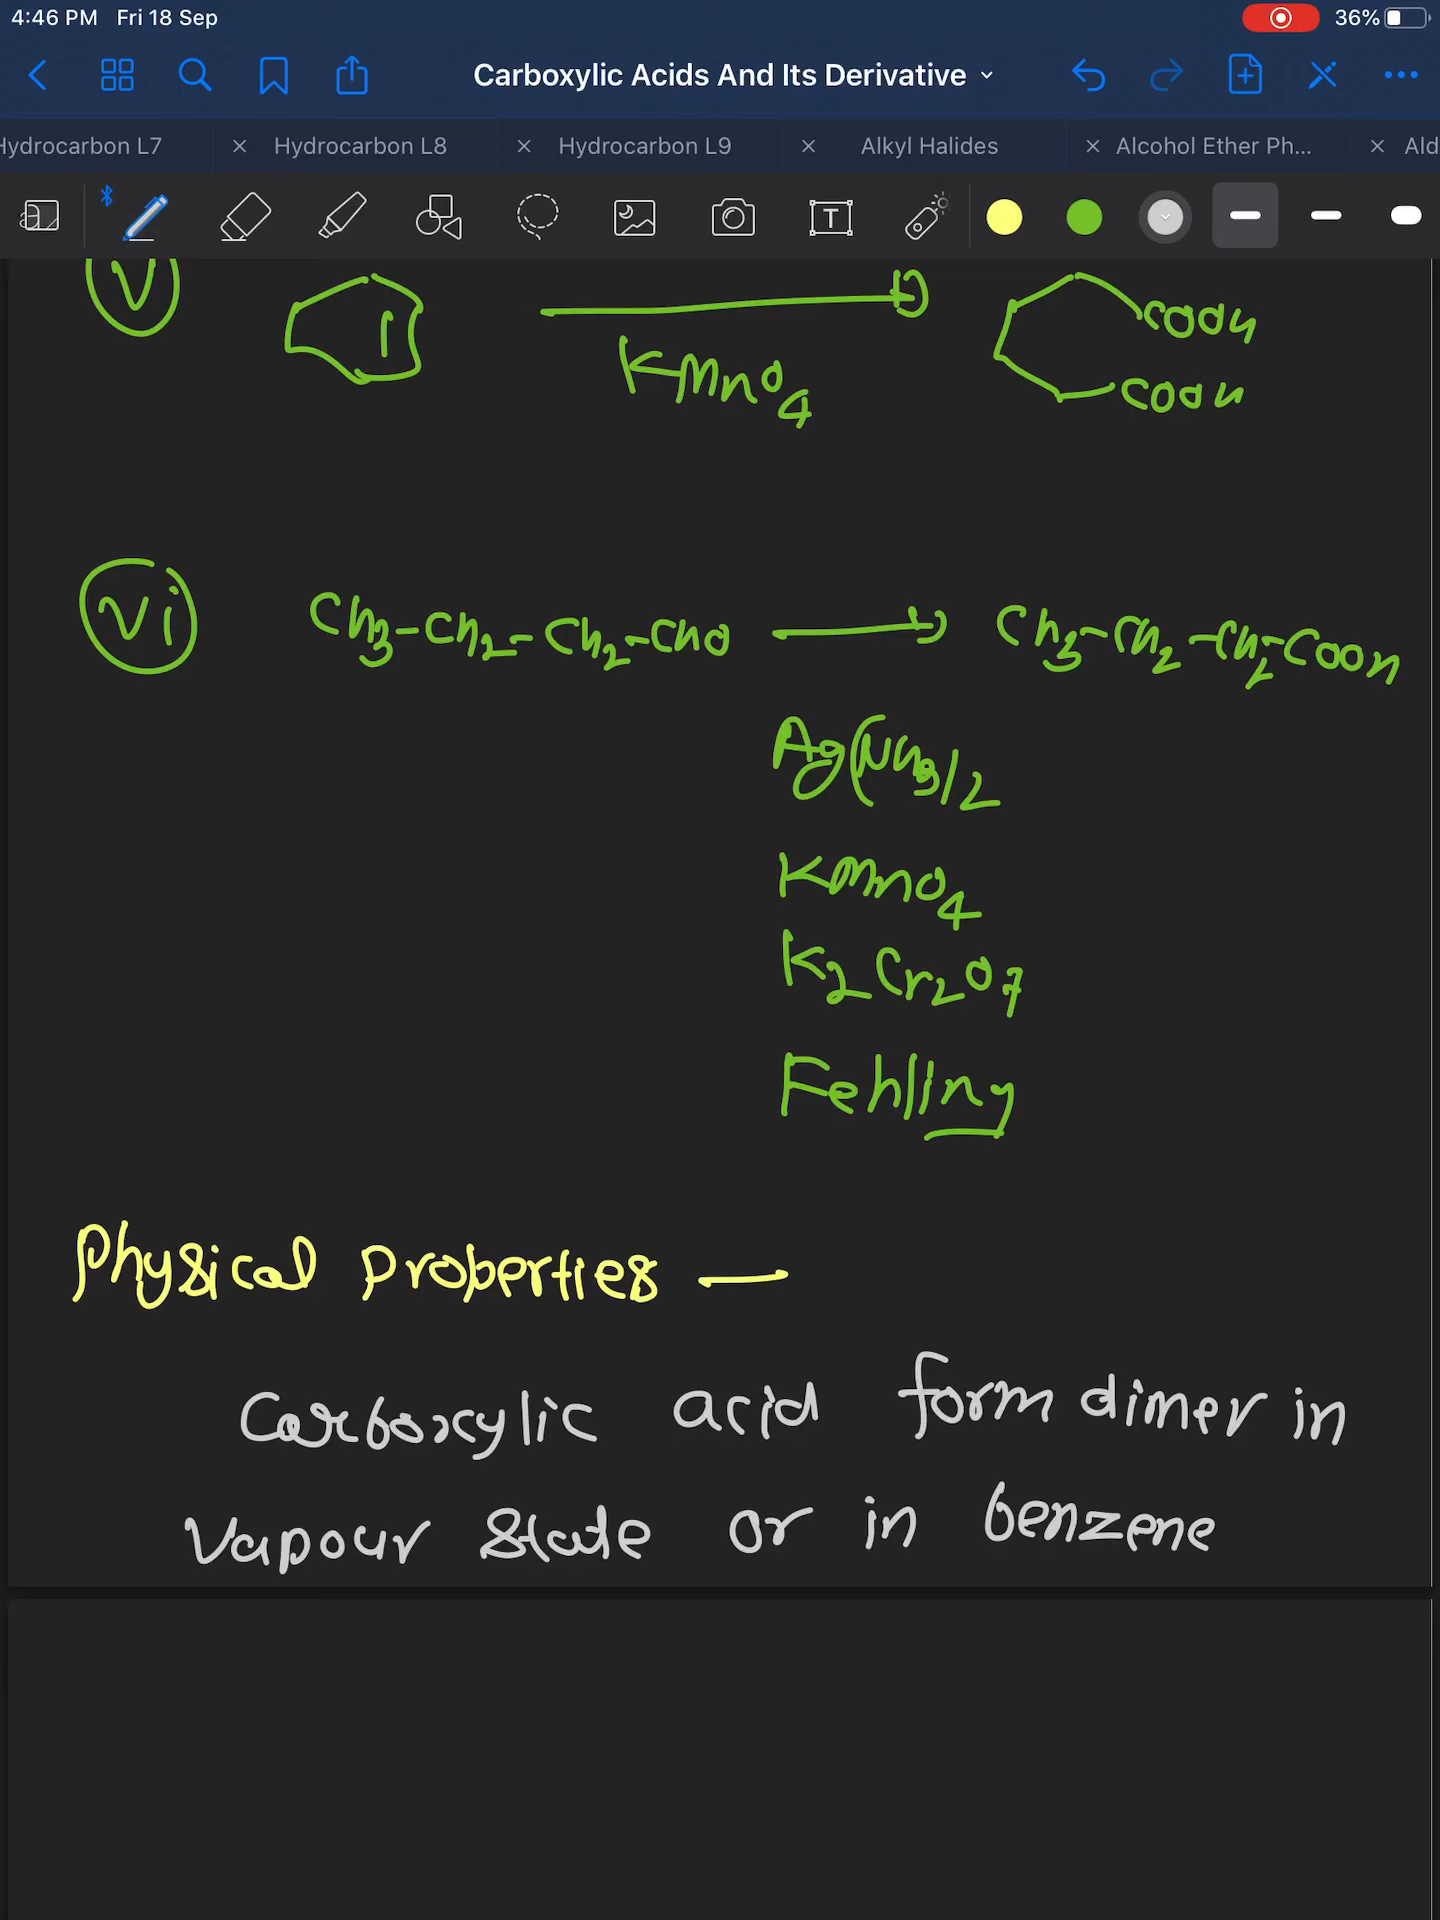 4:46 PM Fri 18 Sep 36%
Carboxylic Acids And Its Derivative
Hydrocarbon L7 × Hydrocarbon L8 × Hydrocarbon L9 × Alkyl Halides × Alcohol Ether Ph... × Ald
a T
V COOH
KMnO4 COOH
Vi CH3-CH2-CH2-CHO → CH3-CH2-CH2-COOH
Ag(NH3)2
KMnO4
K2Cr2O7
Fehling
Physical Properties —
Carboxylic acid form dimer in
Vapour State or in benzene